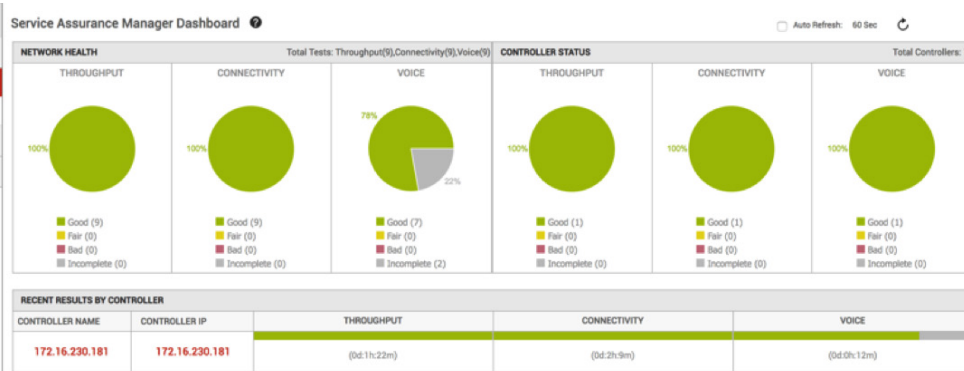 Service Assurance Manager Dashboard ?
Auto Refresh: 60 Sec
NETWORK HEALTH Total Tests: Throughput(9),Connectivity(9),Voice(9) CONTROLLER STATUS Total Controllers:
THROUGHPUT CONNECTIVITY VOICE THROUGHPUT CONNECTIVITY VOICE
78%
100% 100% 100% 100% 100%
22%
Good (9) Good (9) Good (7) Good (1) Good (1) Good (1)
Fair (0) Fair (0) Fair (0) Fair (0) Fair (0) Fair (0)
Bad (0) Bad (0) Bad (0) Bad (0) Bad (0) Bad (0)
Incomplete (0) Incomplete (0) Incomplete (2) Incomplete (0) Incomplete (0) Incomplete (0)
RECENT RESULTS BY CONTROLLER
CONTROLLER NAME CONTROLLER IP THROUGHPUT CONNECTIVITY VOICE
172.16.230.181 172.16.230.181 (0d:1h:22m) (0d:2h:9m) (0d:0h:12m)